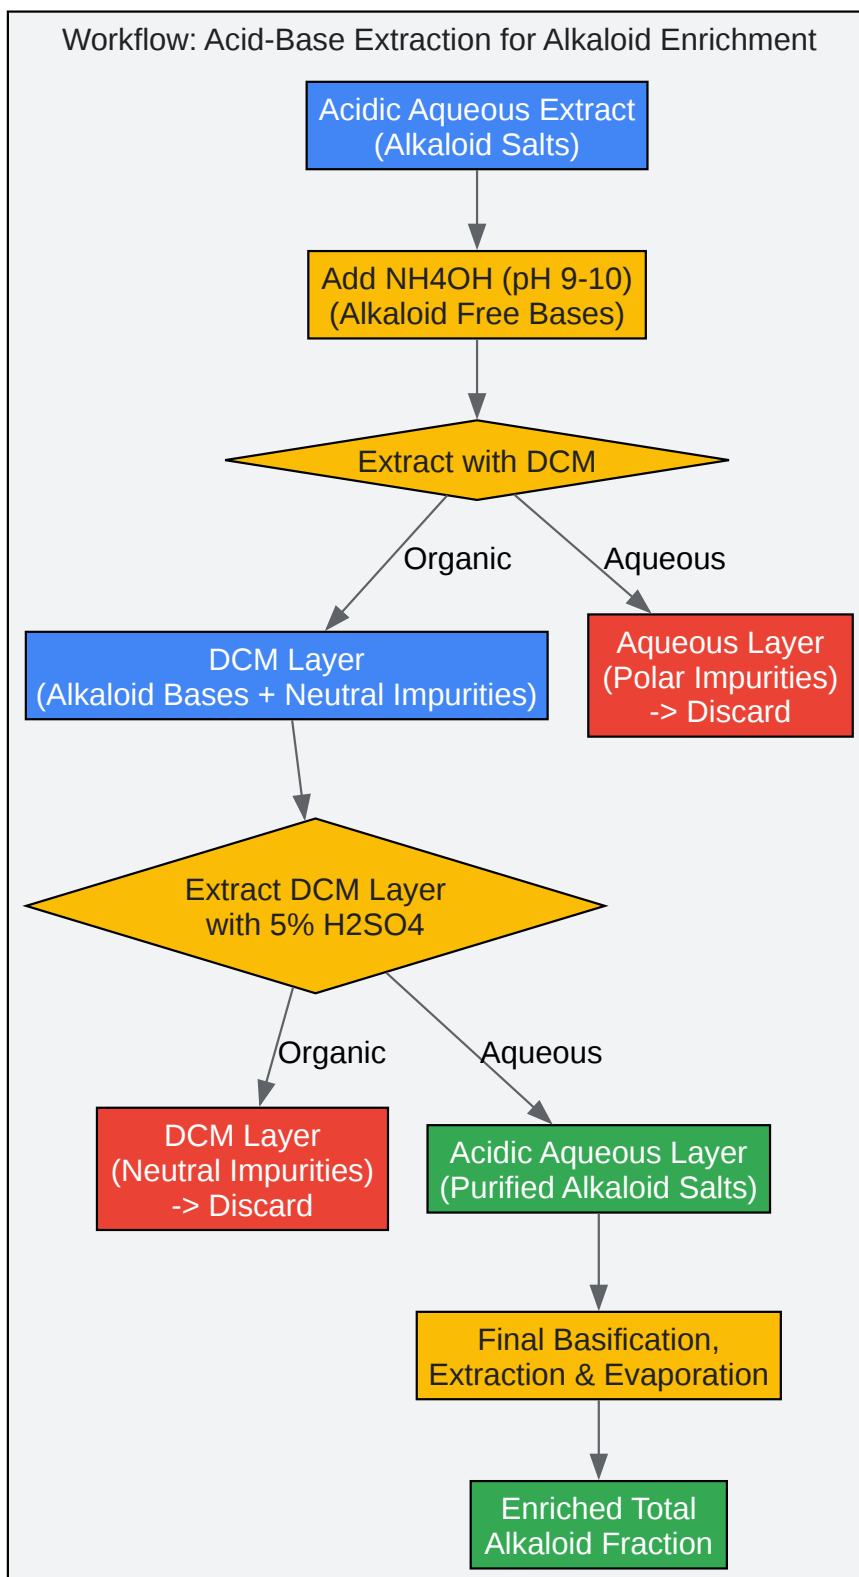 Workflow: Acid-Base Extraction for Alkaloid Enrichment
Acidic Aqueous Extract
(Alkaloid Salts)
Add NH4OH (pH 9-10)
(Alkaloid Free Bases)
Extract with DCM
Organic
Aqueous
DCM Layer
(Alkaloid Bases + Neutral Impurities)
Aqueous Layer
(Polar Impurities)
-> Discard
Extract DCM Layer
with 5% H2SO4
Organic
Aqueous
DCM Layer
(Neutral Impurities)
-> Discard
Acidic Aqueous Layer
(Purified Alkaloid Salts)
Final Basification,
Extraction & Evaporation
Enriched Total
Alkaloid Fraction